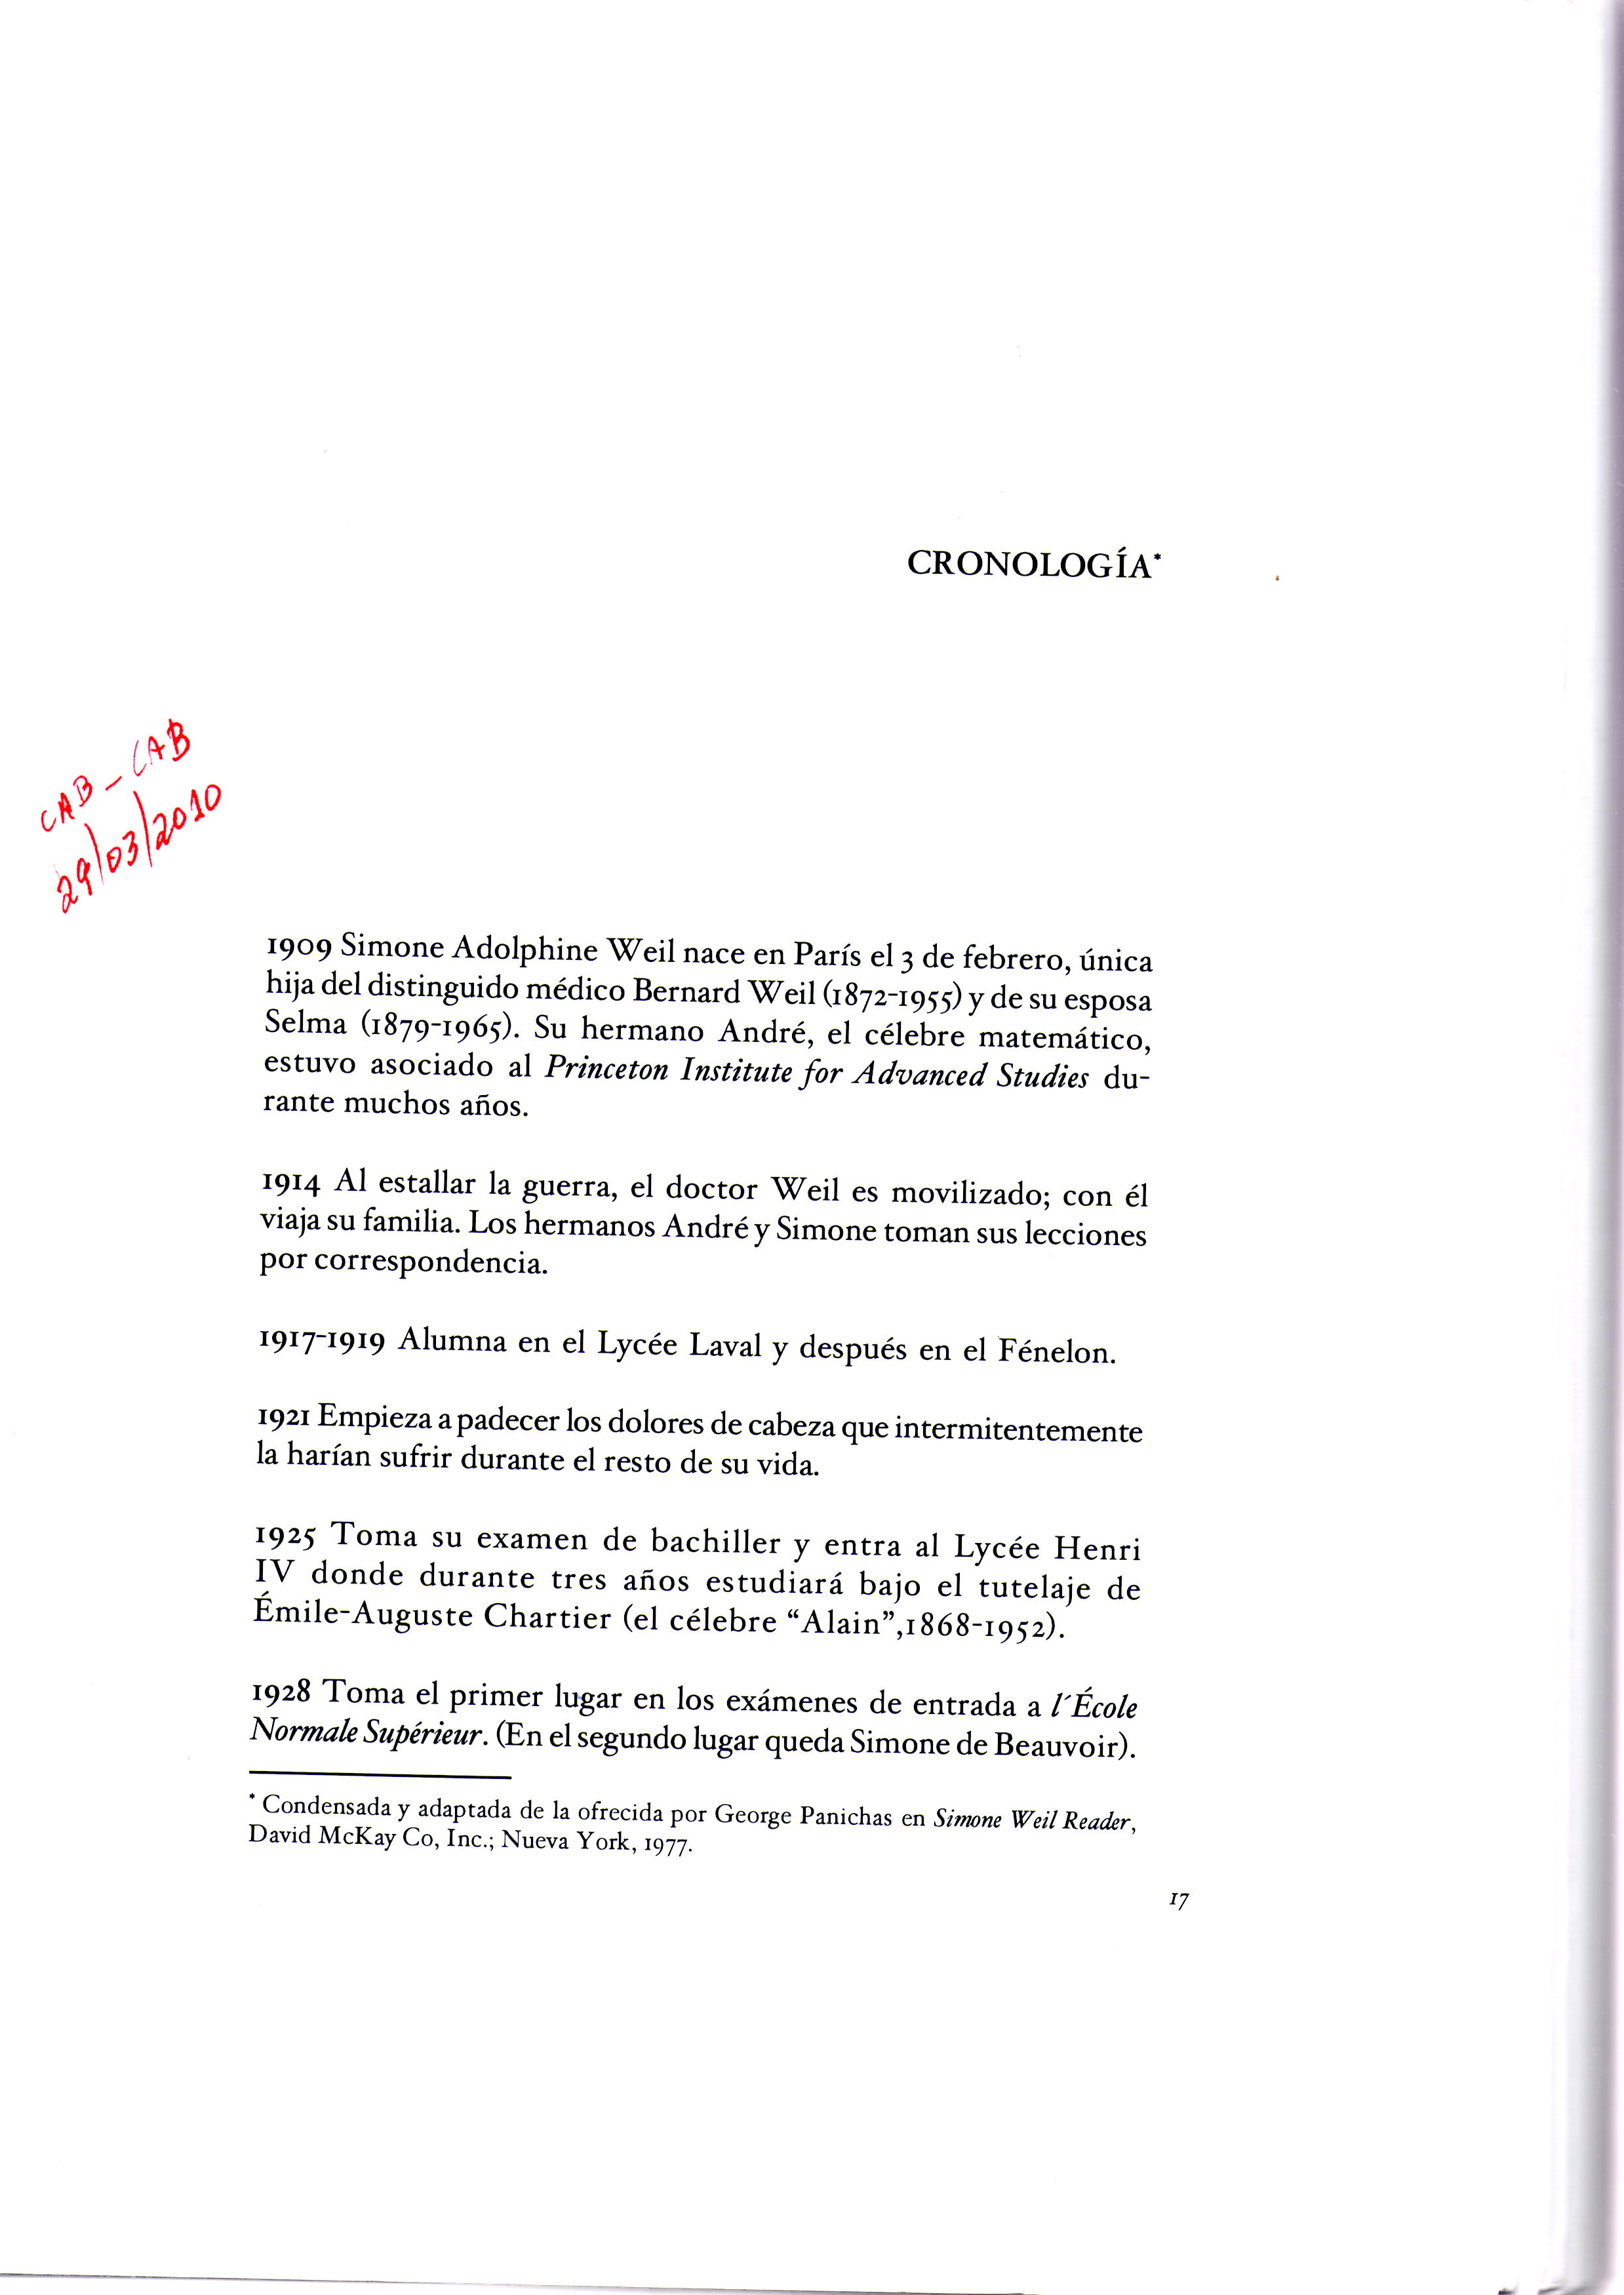 CRONOLOGÍA*
CAB - CAB
29/03/2010
1909 Simone Adolphine Weil nace en París el 3 de febrero, única
hija del distinguido médico Bernard Weil (1872-1955) y de su esposa
Selma (1879-1965). Su hermano André, el célebre matemático,
estuvo asociado al Princeton Institute for Advanced Studies du-
rante muchos años.
1914 Al estallar la guerra, el doctor Weil es movilizado; con él
viaja su familia. Los hermanos André y Simone toman sus lecciones
por correspondencia.
1917-1919 Alumna en el Lycée Laval y después en el Fénelon.
1921 Empieza a padecer los dolores de cabeza que intermitentemente
la harían sufrir durante el resto de su vida.
1925 Toma su examen de bachiller y entra al Lycée Henri
IV donde durante tres años estudiará bajo el tutelaje de
Émile-Auguste Chartier (el célebre “Alain”,1868-1952).
1928 Toma el primer lugar en los exámenes de entrada a l´École
Normale Supérieur. (En el segundo lugar queda Simone de Beauvoir).
* Condensada y adaptada de la ofrecida por George Panichas en Simone Weil Reader,
David McKay Co, Inc.; Nueva York, 1977.
17